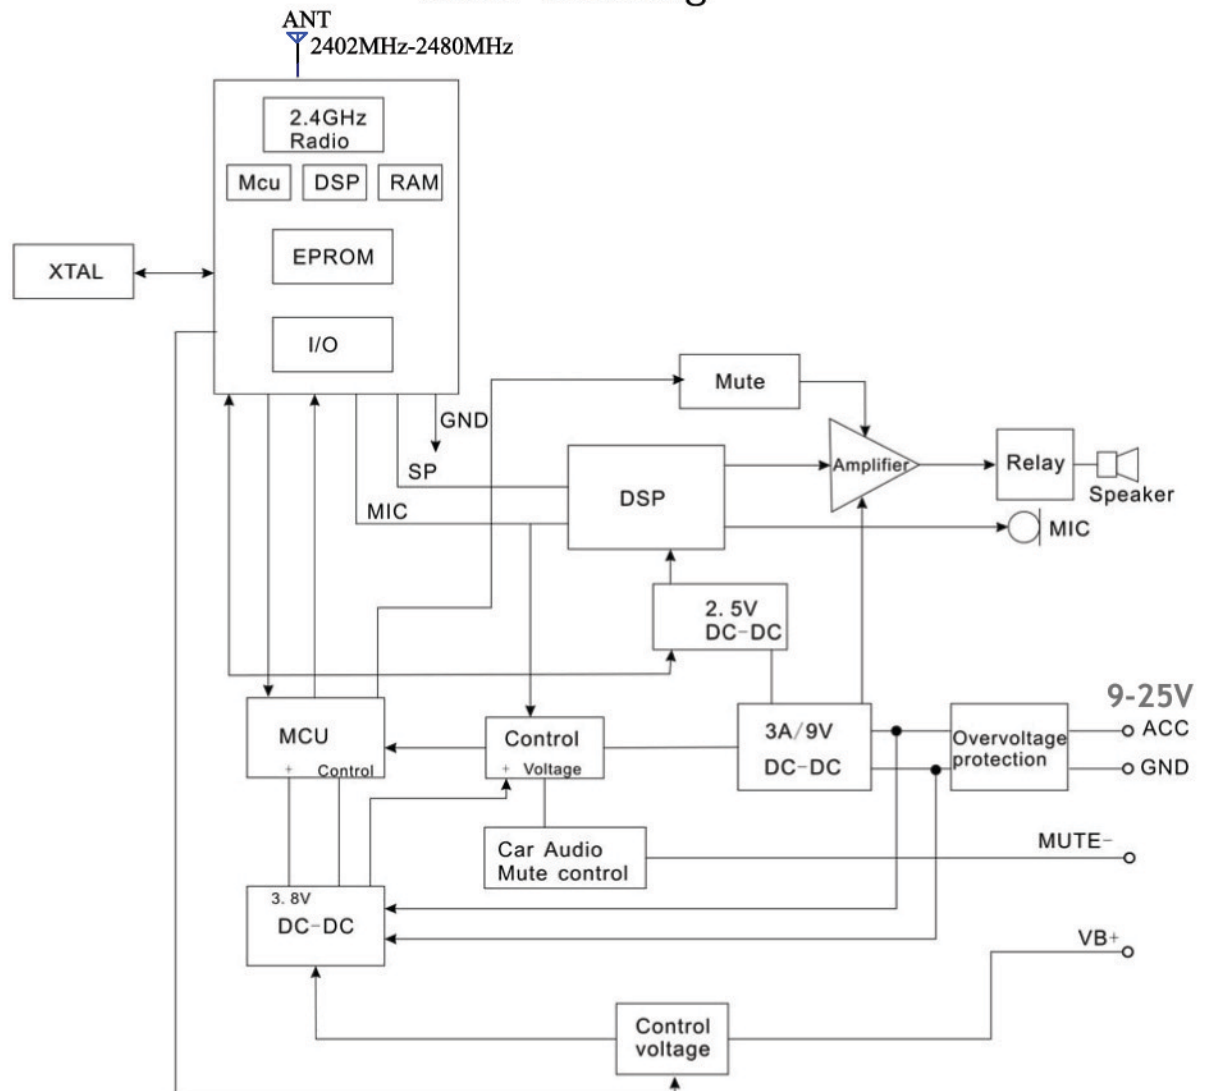 ANT
2402MHz-2480MHz
2.4GHz
Radio
Mcu
DSP
RAM
EPROM
XTAL
I/O
Mute
GND
SP
MIC
DSP
Amplifier
Relay
Speaker
MIC
2. 5V
DC-DC
9-25V
MCU
+ Control
Control
+ Voltage
3A/9V
DC-DC
Overvoltage
protection
ACC
GND
Car Audio
Mute control
MUTE-
3. 8V
DC-DC
VB+
Control
voltage